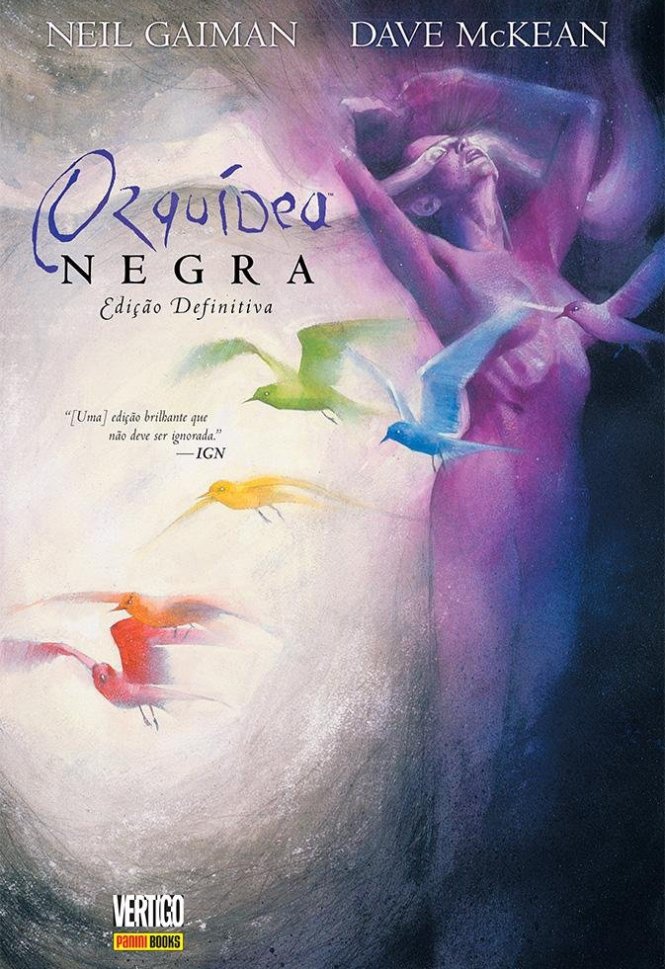 NEIL GAIMAN DAVE McKEAN
Orquídea™
NEGRA
Edição Definitiva
“[Uma] edição brilhante que
não deve ser ignorada.”
—IGN
VERTIGO
PANINI BOOKS